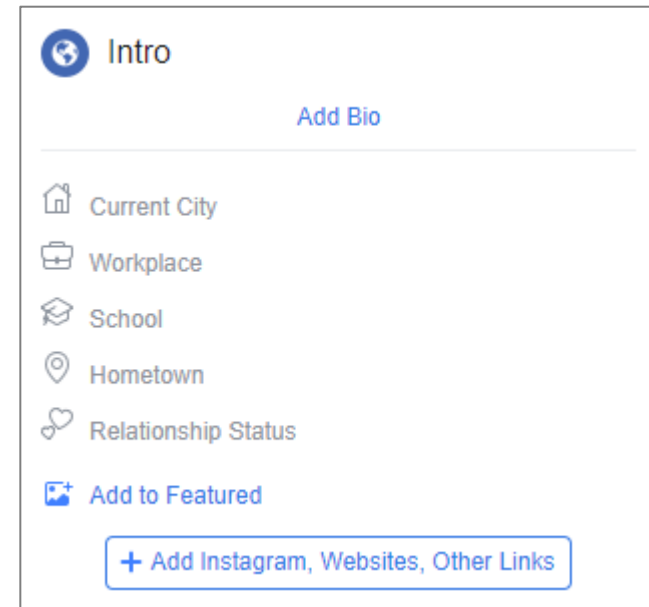 Intro
Add Bio
Current City
Workplace
School
Hometown
Relationship Status
Add to Featured
+ Add Instagram, Websites, Other Links